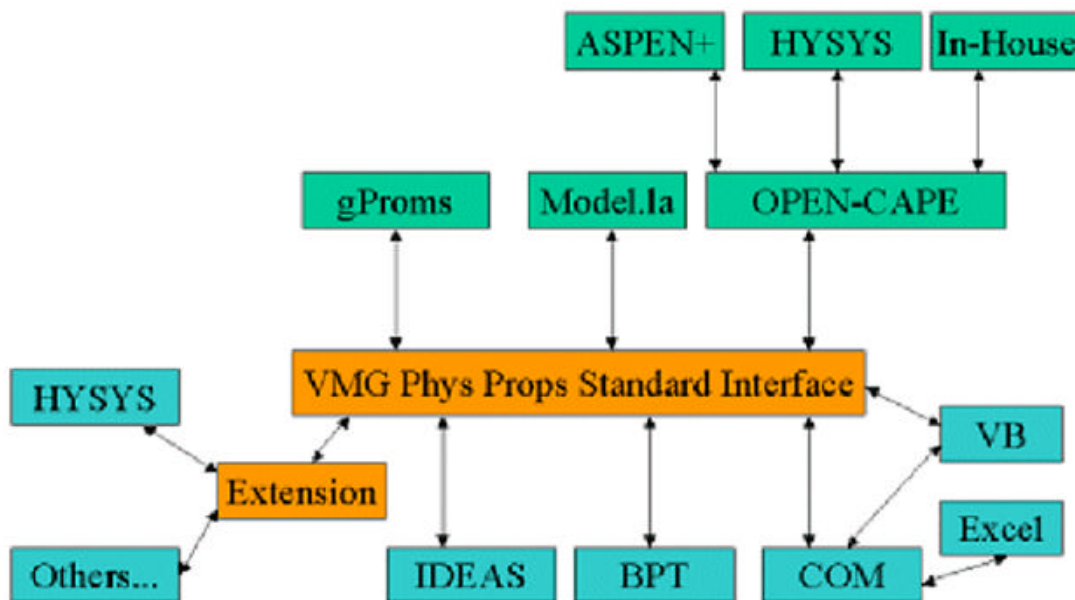 ASPEN+
HYSYS
In-House
gProms
Model.la
OPEN-CAPE
VMG Phys Props Standard Interface
HYSYS
VB
Extension
Excel
Others...
IDEAS
BPT
COM